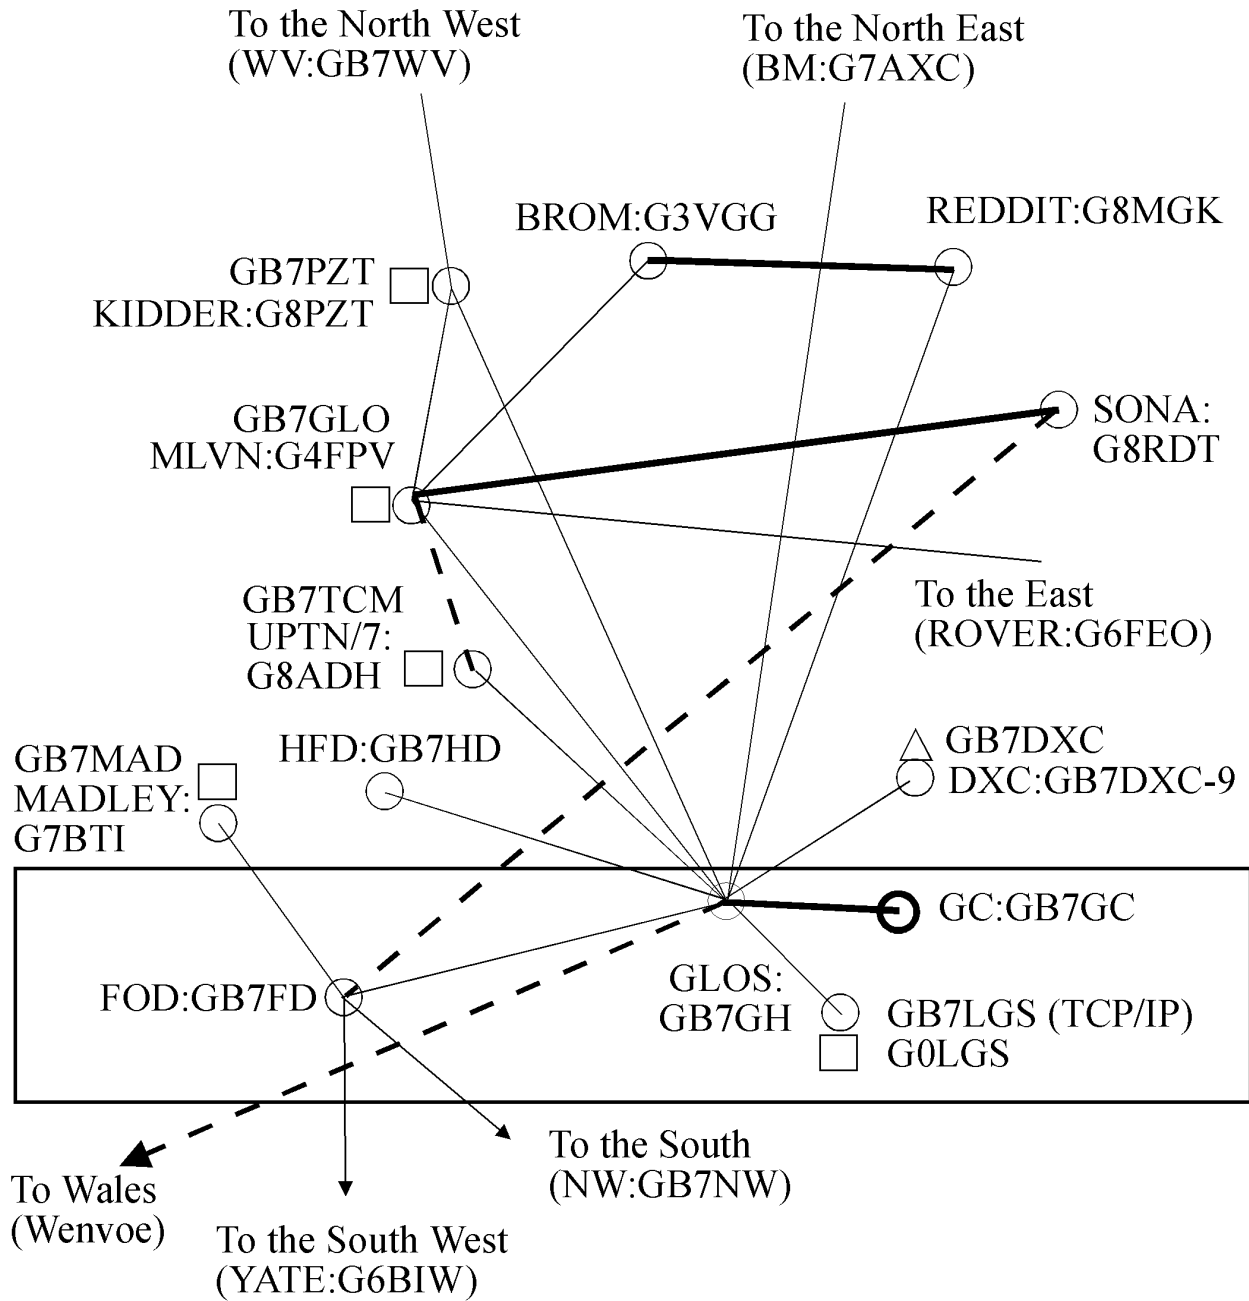 To the North West
(WV:GB7WV)
To the North East
(BM:G7AXC)
BROM:G3VGG
REDDIT:G8MGK
GB7PZT
KIDDER:G8PZT
GB7GLO
MLVN:G4FPV
SONA:
G8RDT
GB7TCM
UPTN/7:
G8ADH
To the East
(ROVER:G6FEO)
HFD:GB7HD
GB7MAD
MADLEY:
G7BTI
GB7DXC
DXC:GB7DXC-9
GC:GB7GC
FOD:GB7FD
GLOS:
GB7GH
GB7LGS (TCP/IP)
G0LGS
To the South
(NW:GB7NW)
To Wales
(Wenvoe)
To the South West
(YATE:G6BIW)